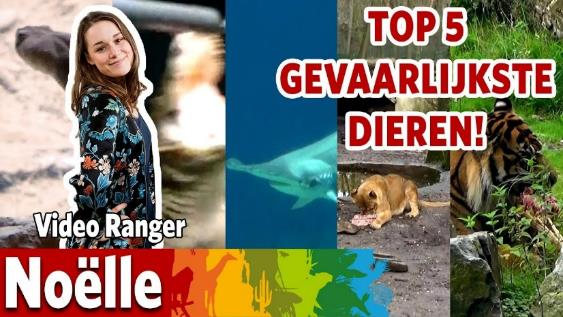 TOP 5
GEVAARLIJKSTE
DIEREN!
Video Ranger
Noëlle